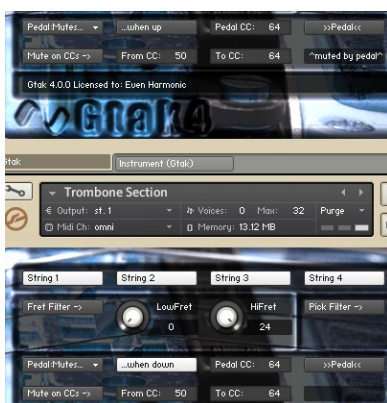 Pedal:Mutes... ...when up Pedal CC: 64 >>Pedal<<
Mute on CCs -> From CC: 50 To CC: 64 ^muted by pedal^
Gtak 4.0.0 Licensed to: Even Harmonic
Gtak4
Gtak Instrument (Gtak)
Trombone Section
Output: st. 1 Voices: 0 Max: 32 Purge
Midi Ch: omni Memory: 13.12 MB
String 1 String 2 String 3 String 4
Fret Filter -> LowFret HiFret Pick Filter ->
0 24
Pedal:Mutes... ...when down Pedal CC: 64 >>Pedal<<
Mute on CCs -> From CC: 50 To CC: 64